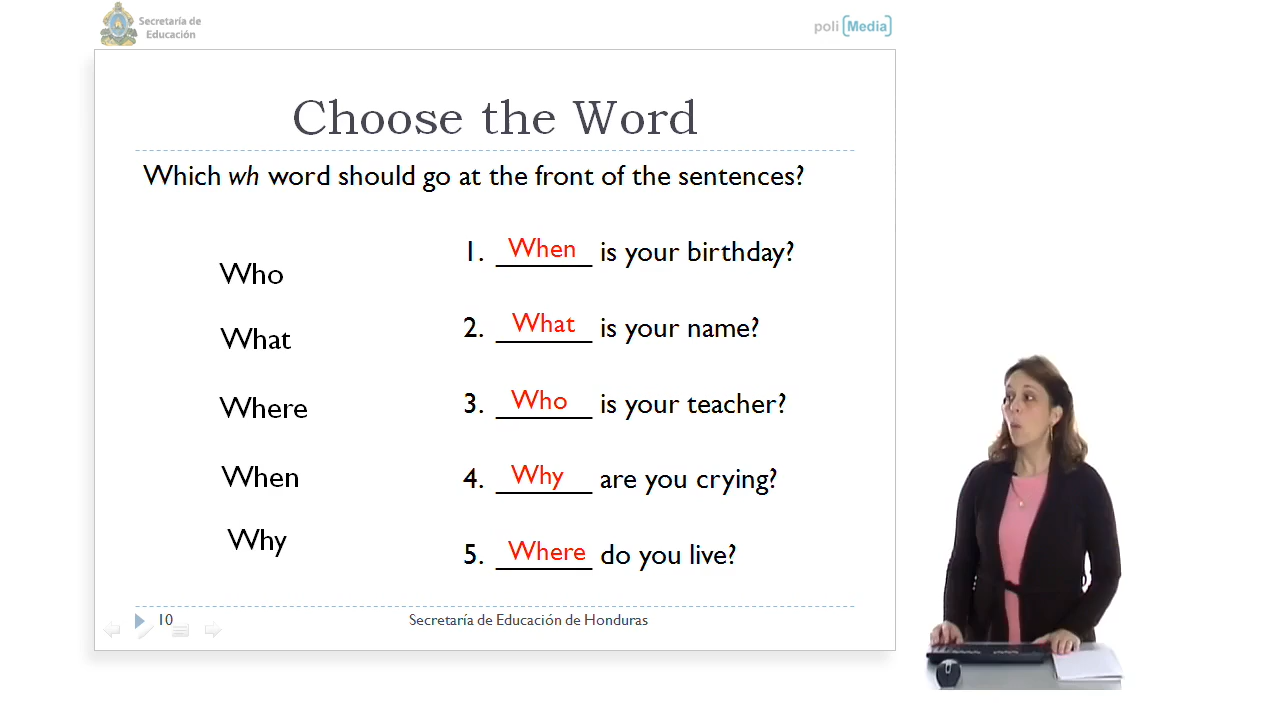 Secretaría de
Educación
poli [Media]
Choose the Word
Which wh word should go at the front of the sentences?
Who
What
Where
When
Why
1. When is your birthday?
2. What is your name?
3. Who is your teacher?
4. Why are you crying?
5. Where do you live?
10
Secretaría de Educación de Honduras